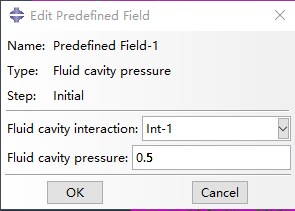 Edit Predefined Field
Name: Predefined Field-1
Type: Fluid cavity pressure
Step: Initial
Fluid cavity interaction: Int-1
Fluid cavity pressure: 0.5
OK Cancel